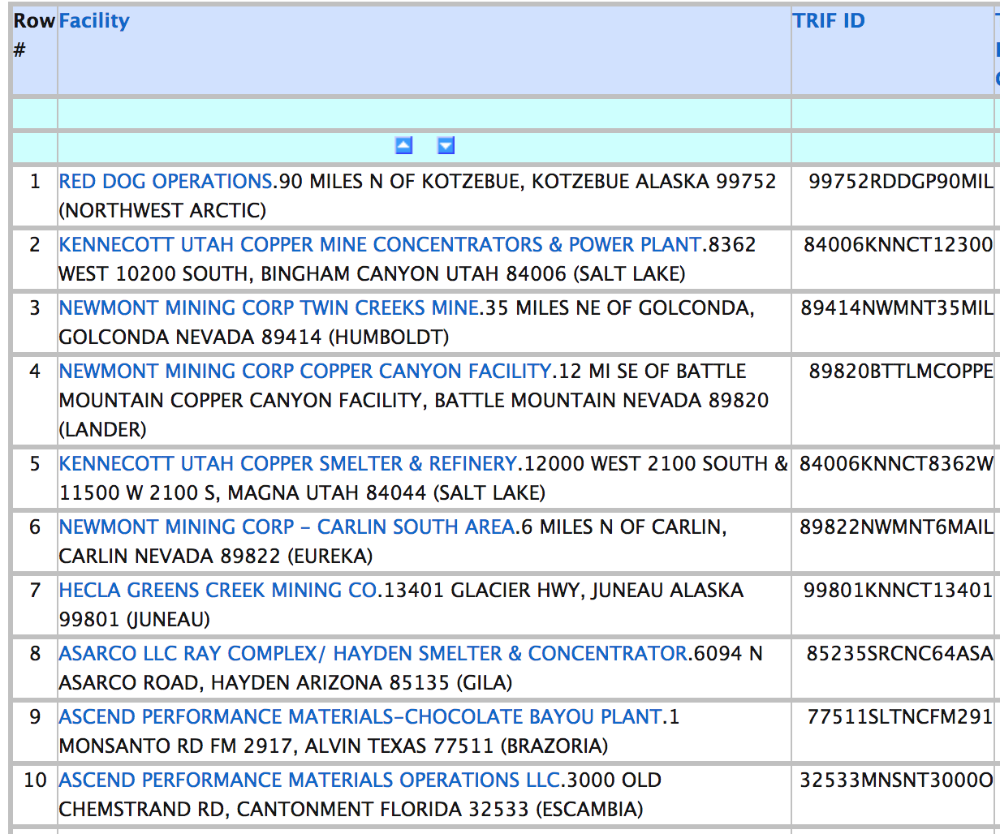 Row Facility TRIF ID
#
1 RED DOG OPERATIONS.90 MILES N OF KOTZEBUE, KOTZEBUE ALASKA 99752 99752RDDGP90MIL
(NORTHWEST ARCTIC)
2 KENNECOTT UTAH COPPER MINE CONCENTRATORS & POWER PLANT.8362 84006KNNCT12300
WEST 10200 SOUTH, BINGHAM CANYON UTAH 84006 (SALT LAKE)
3 NEWMONT MINING CORP TWIN CREEKS MINE.35 MILES NE OF GOLCONDA, 89414NWMNT35MIL
GOLCONDA NEVADA 89414 (HUMBOLDT)
4 NEWMONT MINING CORP COPPER CANYON FACILITY.12 MI SE OF BATTLE 89820BTTLMCOPPE
MOUNTAIN COPPER CANYON FACILITY, BATTLE MOUNTAIN NEVADA 89820
(LANDER)
5 KENNECOTT UTAH COPPER SMELTER & REFINERY.12000 WEST 2100 SOUTH & 84006KNNCT8362W
11500 W 2100 S, MAGNA UTAH 84044 (SALT LAKE)
6 NEWMONT MINING CORP - CARLIN SOUTH AREA.6 MILES N OF CARLIN, 89822NWMNT6MAIL
CARLIN NEVADA 89822 (EUREKA)
7 HECLA GREENS CREEK MINING CO.13401 GLACIER HWY, JUNEAU ALASKA 99801KNNCT13401
99801 (JUNEAU)
8 ASARCO LLC RAY COMPLEX/ HAYDEN SMELTER & CONCENTRATOR.6094 N 85235SRCNC64ASA
ASARCO ROAD, HAYDEN ARIZONA 85135 (GILA)
9 ASCEND PERFORMANCE MATERIALS-CHOCOLATE BAYOU PLANT.1 77511SLTNCFM291
MONSANTO RD FM 2917, ALVIN TEXAS 77511 (BRAZORIA)
10 ASCEND PERFORMANCE MATERIALS OPERATIONS LLC.3000 OLD 32533MNSNT3000O
CHEMSTRAND RD, CANTONMENT FLORIDA 32533 (ESCAMBIA)